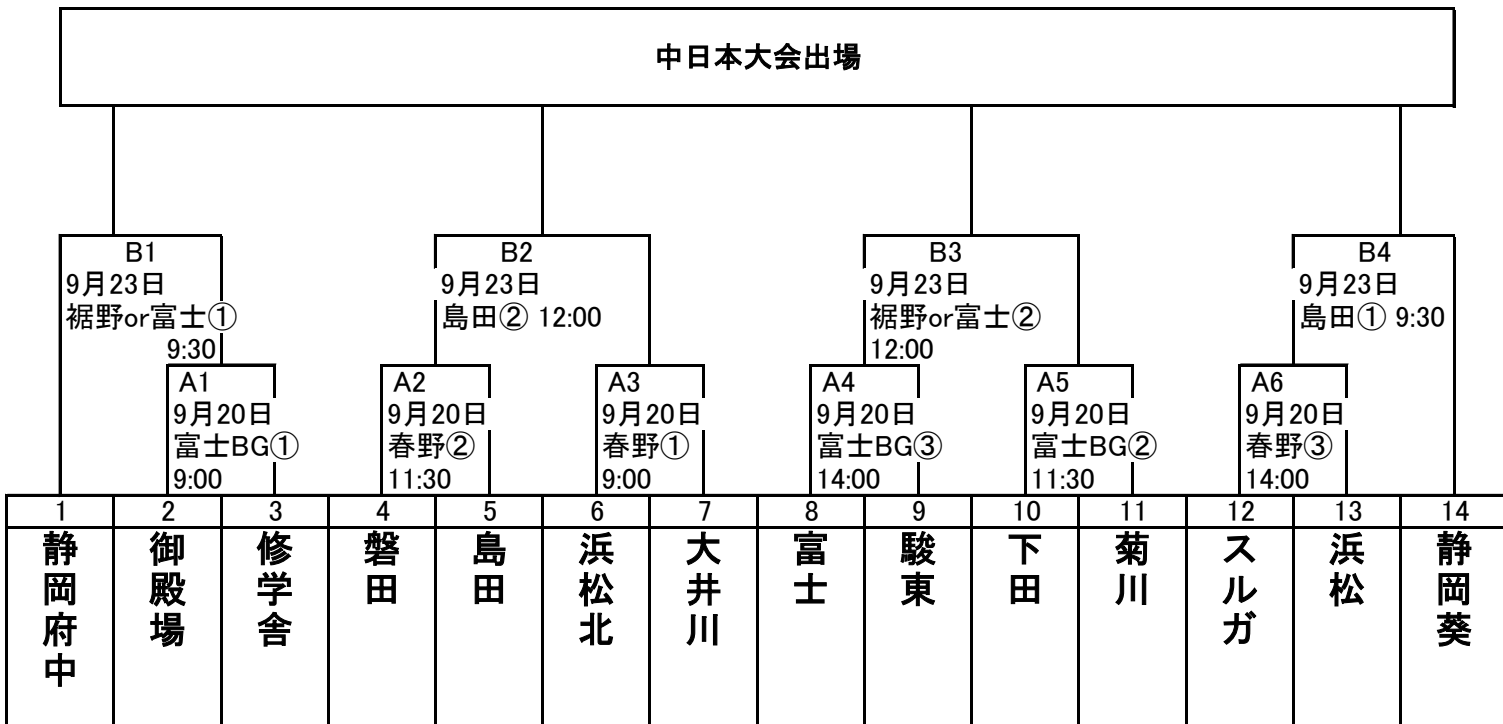 中日本大会出場
B1
9月23日
裾野or富士①
9:30
B2
9月23日
島田② 12:00
B3
9月23日
裾野or富士②
12:00
B4
9月23日
島田① 9:30
A1
9月20日
富士BG①
9:00
A2
9月20日
春野②
11:30
A3
9月20日
春野①
9:00
A4
9月20日
富士BG③
14:00
A5
9月20日
富士BG②
11:30
A6
9月20日
春野③
14:00
1 2 3 4 5 6 7 8 9 10 11 12 13 14
静岡府中
御殿場
修学舎
磐田
島田
浜松北
大井川
富士
駿東
下田
菊川
スルガ
浜松
静岡葵